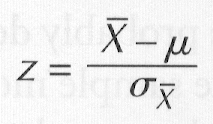 z = (X̄ − μ) / σ_X̄